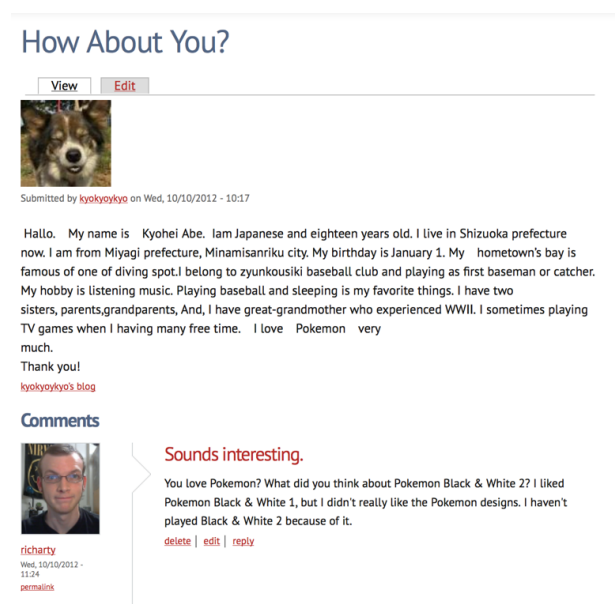 How About You?
View Edit
Submitted by kyokyoykyo on Wed, 10/10/2012 - 10:17
Hallo. My name is Kyohei Abe. Iam Japanese and eighteen years old. I live in Shizuoka prefecture
now. I am from Miyagi prefecture, Minamisanriku city. My birthday is January 1. My hometown's bay is
famous of one of diving spot.I belong to zyunkousiki baseball club and playing as first baseman or catcher.
My hobby is listening music. Playing baseball and sleeping is my favorite things. I have two
sisters, parents,grandparents, And, I have great-grandmother who experienced WWII. I sometimes playing
TV games when I having many free time. I love Pokemon very
much.
Thank you!
kyokyoykyo's blog
Comments
Sounds interesting.
You love Pokemon? What did you think about Pokemon Black & White 2? I liked
Pokemon Black & White 1, but I didn't really like the Pokemon designs. I haven't
played Black & White 2 because of it.
delete | edit | reply
richarty
Wed, 10/10/2012 -
11:24
permalink